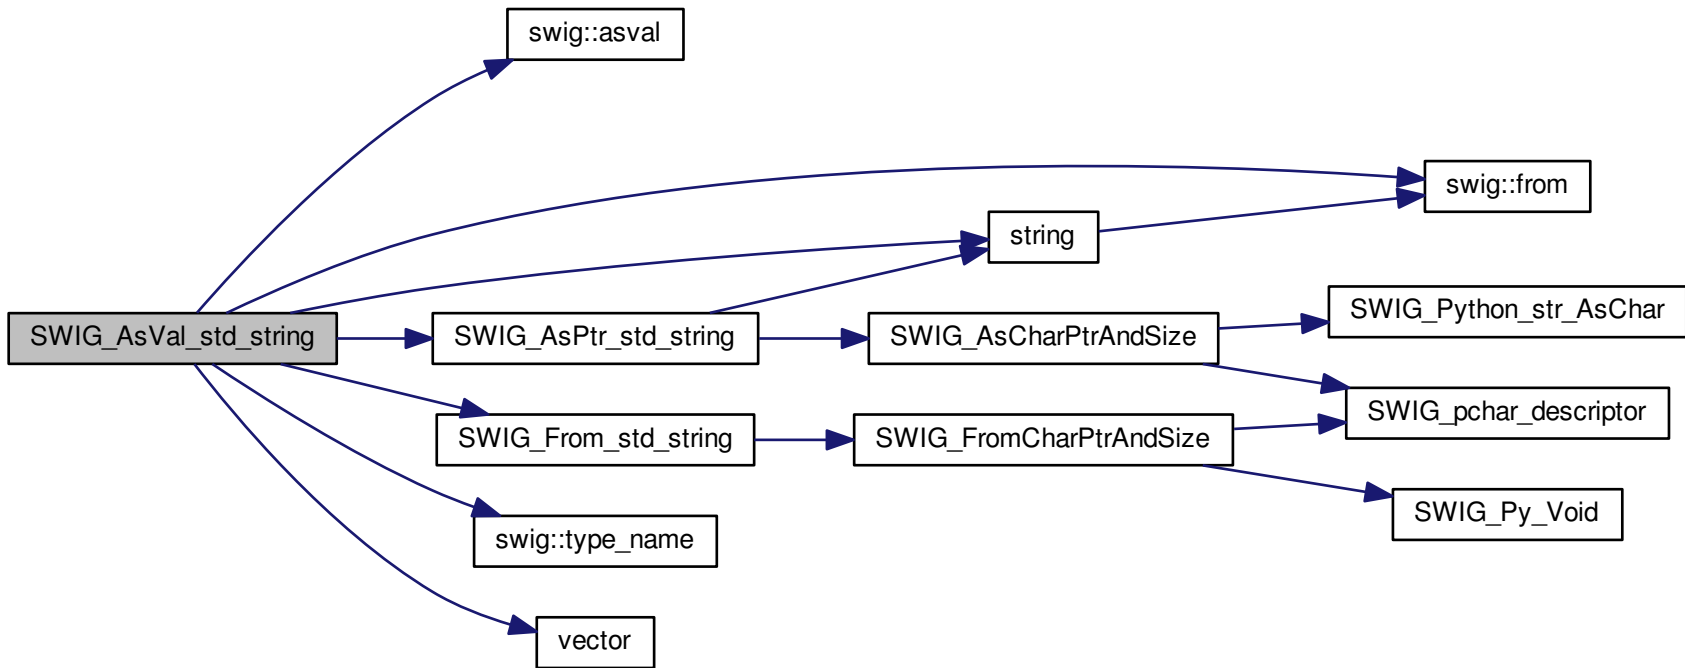 swig::asval
swig::from
string
SWIG_Python_str_AsChar
SWIG_AsVal_std_string
SWIG_AsPtr_std_string
SWIG_AsCharPtrAndSize
SWIG_pchar_descriptor
SWIG_From_std_string
SWIG_FromCharPtrAndSize
SWIG_Py_Void
swig::type_name
vector